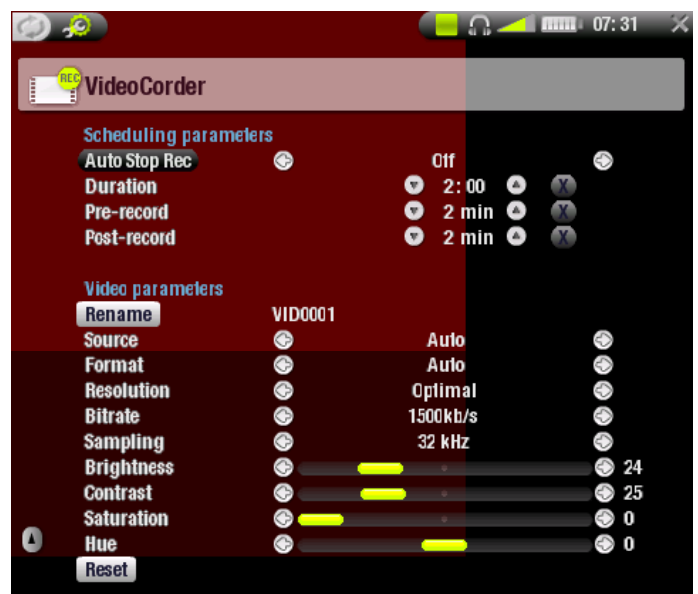 07:31
REC
VideoCorder
Scheduling parameters
Auto Stop Rec Off
Duration 2:00 X
Pre-record 2 min X
Post-record 2 min X
Video parameters
Rename VID0001
Source Auto
Format Auto
Resolution Optimal
Bitrate 1500kb/s
Sampling 32 kHz
Brightness 24
Contrast 25
Saturation 0
Hue 0
Reset